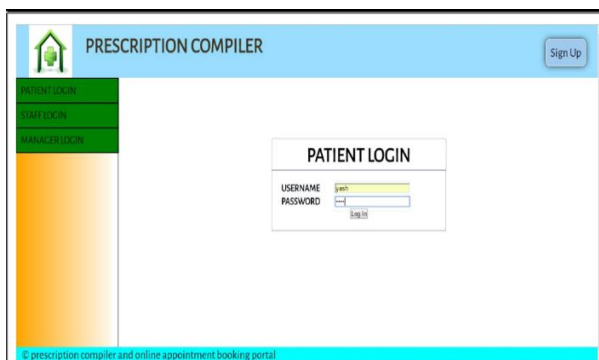 PRESCRIPTION COMPILER
Sign Up
PATIENT LOGIN
STAFF LOGIN
MANAGER LOGIN
PATIENT LOGIN
USERNAME yash
PASSWORD ••••
Log In
© prescription compiler and online appointment booking portal